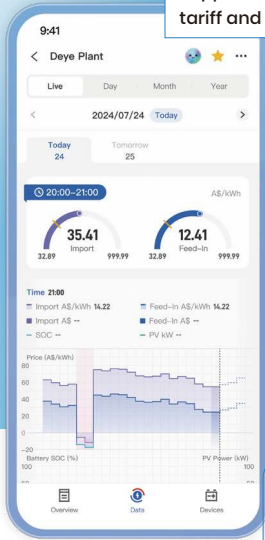 tariff and
9:41
Deye Plant
Live Day Month Year
2024/07/24 Today
Today Tomorrow
24 25
20:00-21:00 A$/kWh
35.41 12.41
Import Feed-In
32.89 999.99 32.89 999.99
Time 21:00
Import A$/kWh 14.22 Feed-In A$/kWh 14.22
Import A$ -- Feed-In A$ --
SOC -- PV kW --
Price (A$/kWh)
80
60
40
20
0
-20
Battery SOC (%) PV Power (kW)
100 100
Overview Data Devices